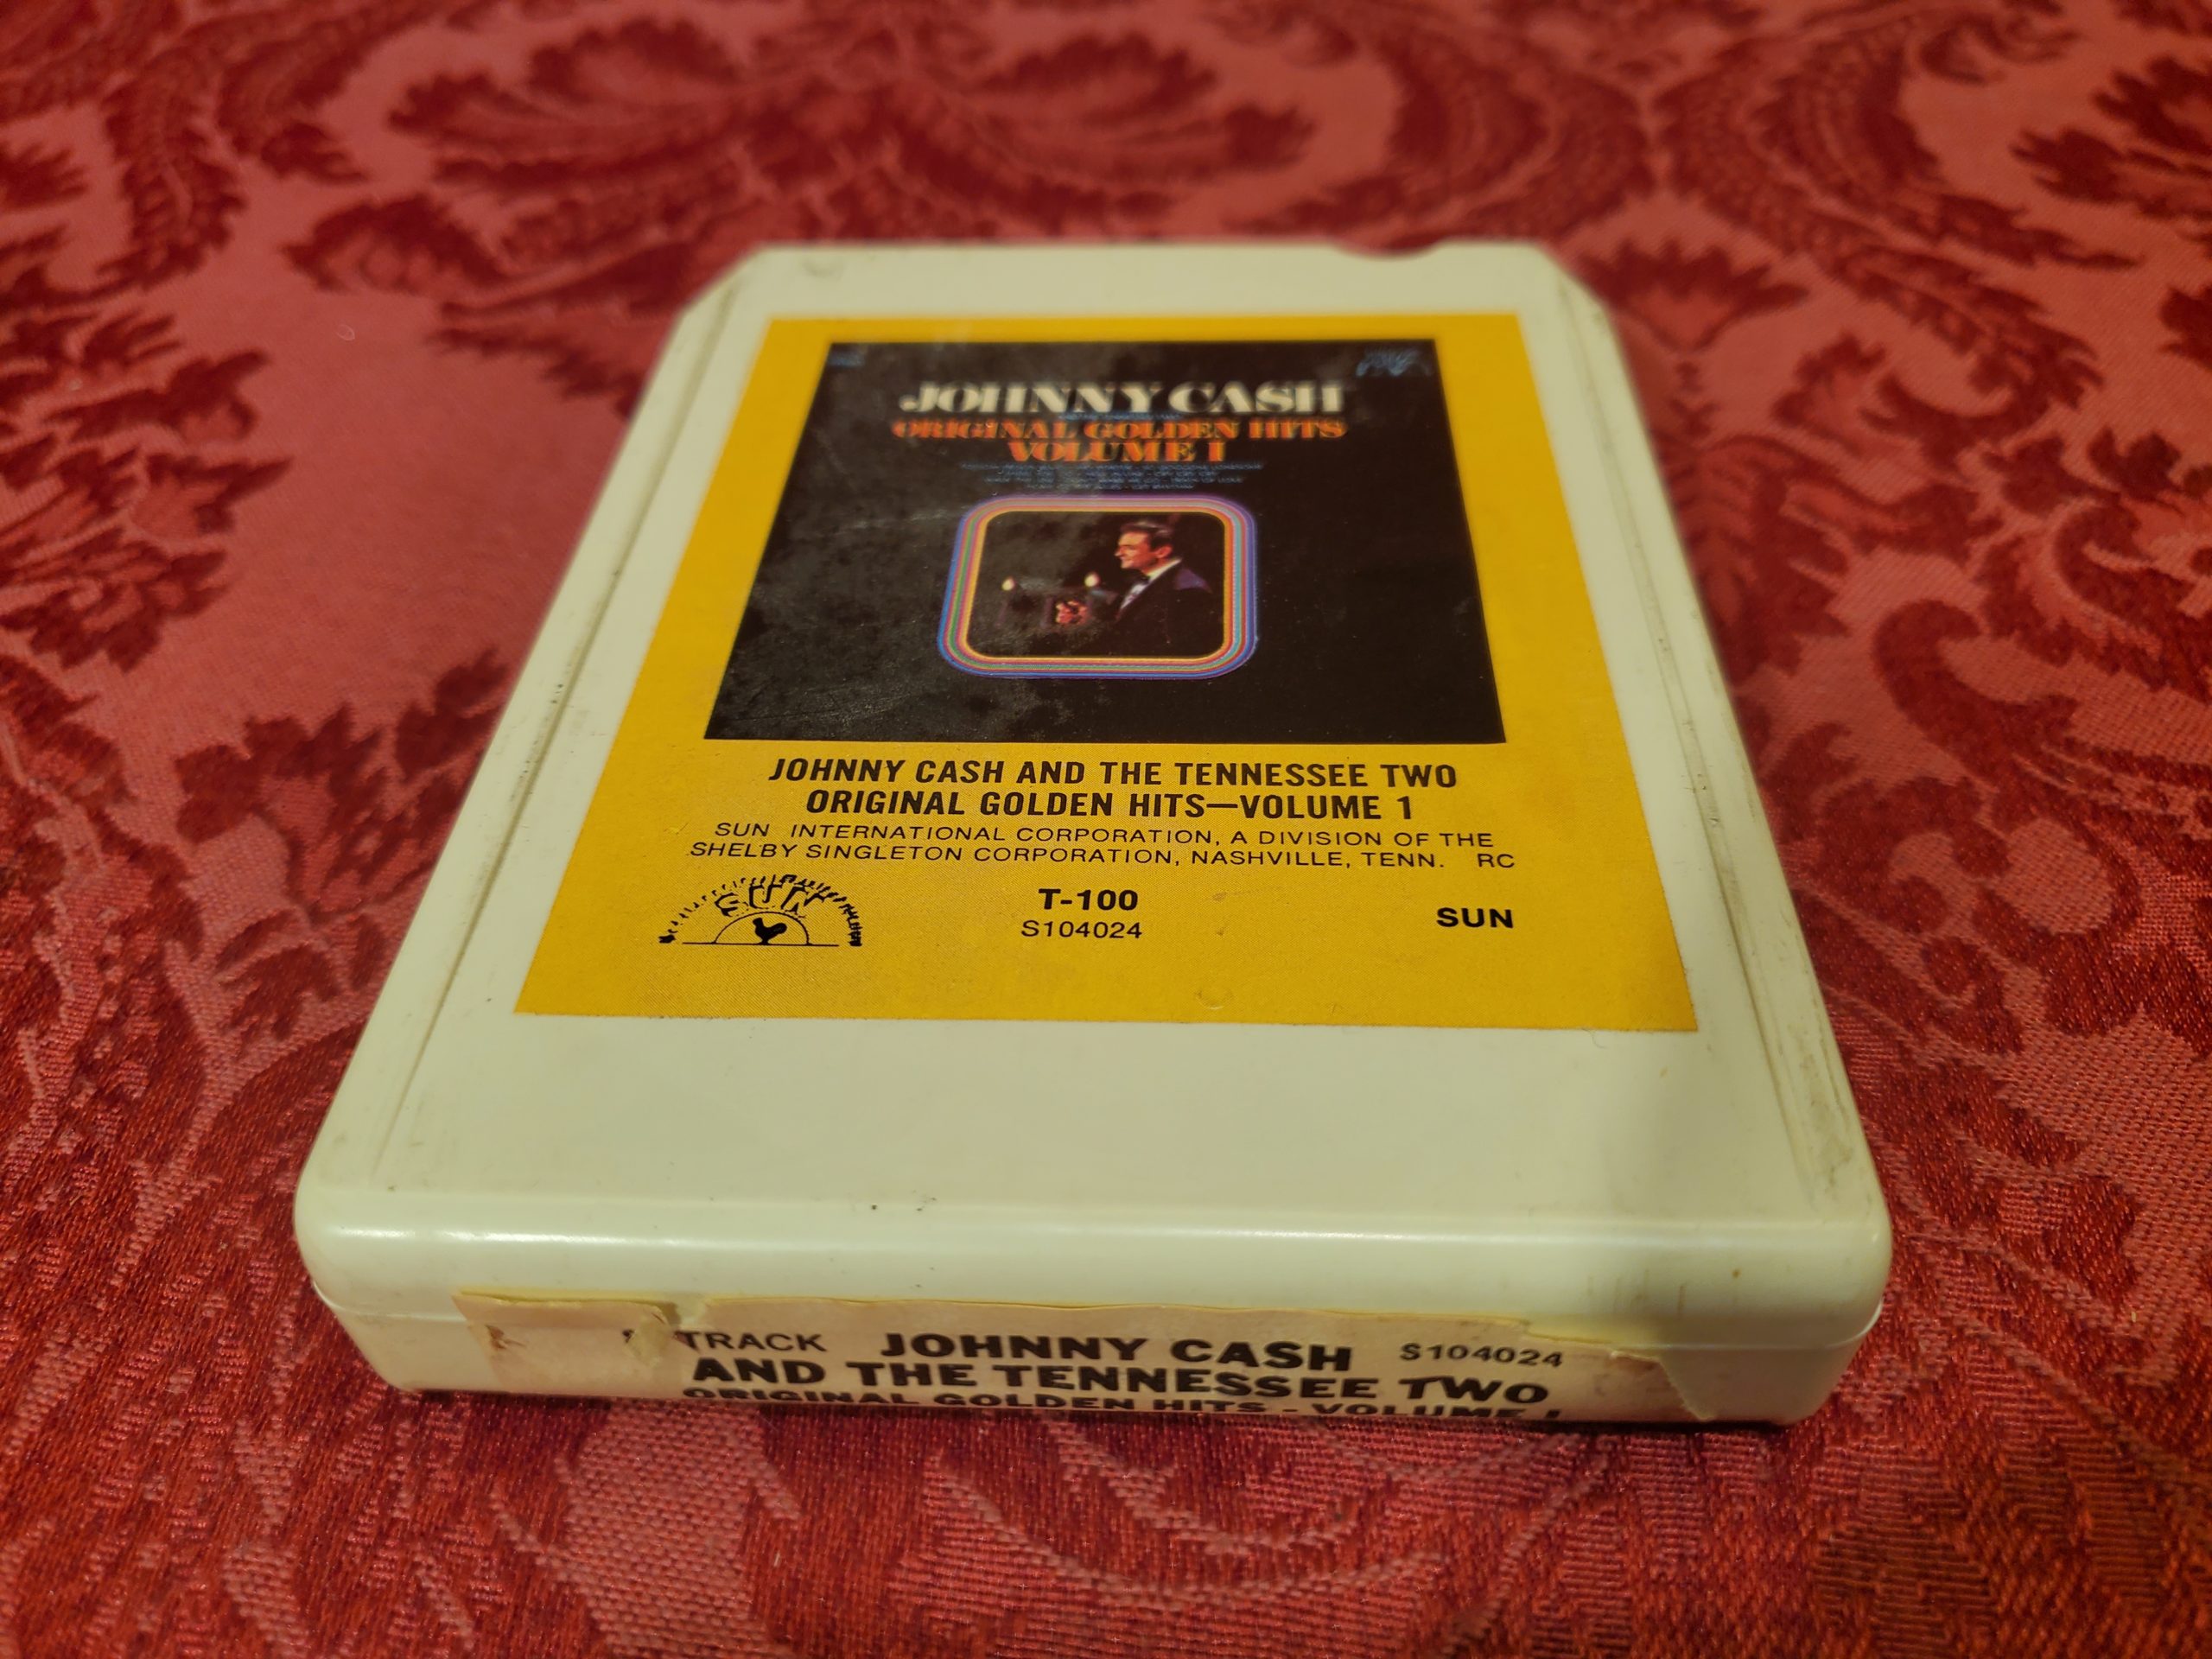 JOHNNY CASH
ORIGINAL GOLDEN HITS
VOLUME I
JOHNNY CASH AND THE TENNESSEE TWO
ORIGINAL GOLDEN HITS—VOLUME 1
SUN INTERNATIONAL CORPORATION, A DIVISION OF THE
SHELBY SINGLETON CORPORATION, NASHVILLE, TENN. RC
SUN
T-100
S104024
SUN
TRACK JOHNNY CASH S104024
AND THE TENNESSEE TWO
ORIGINAL GOLDEN HITS - VOLUME I